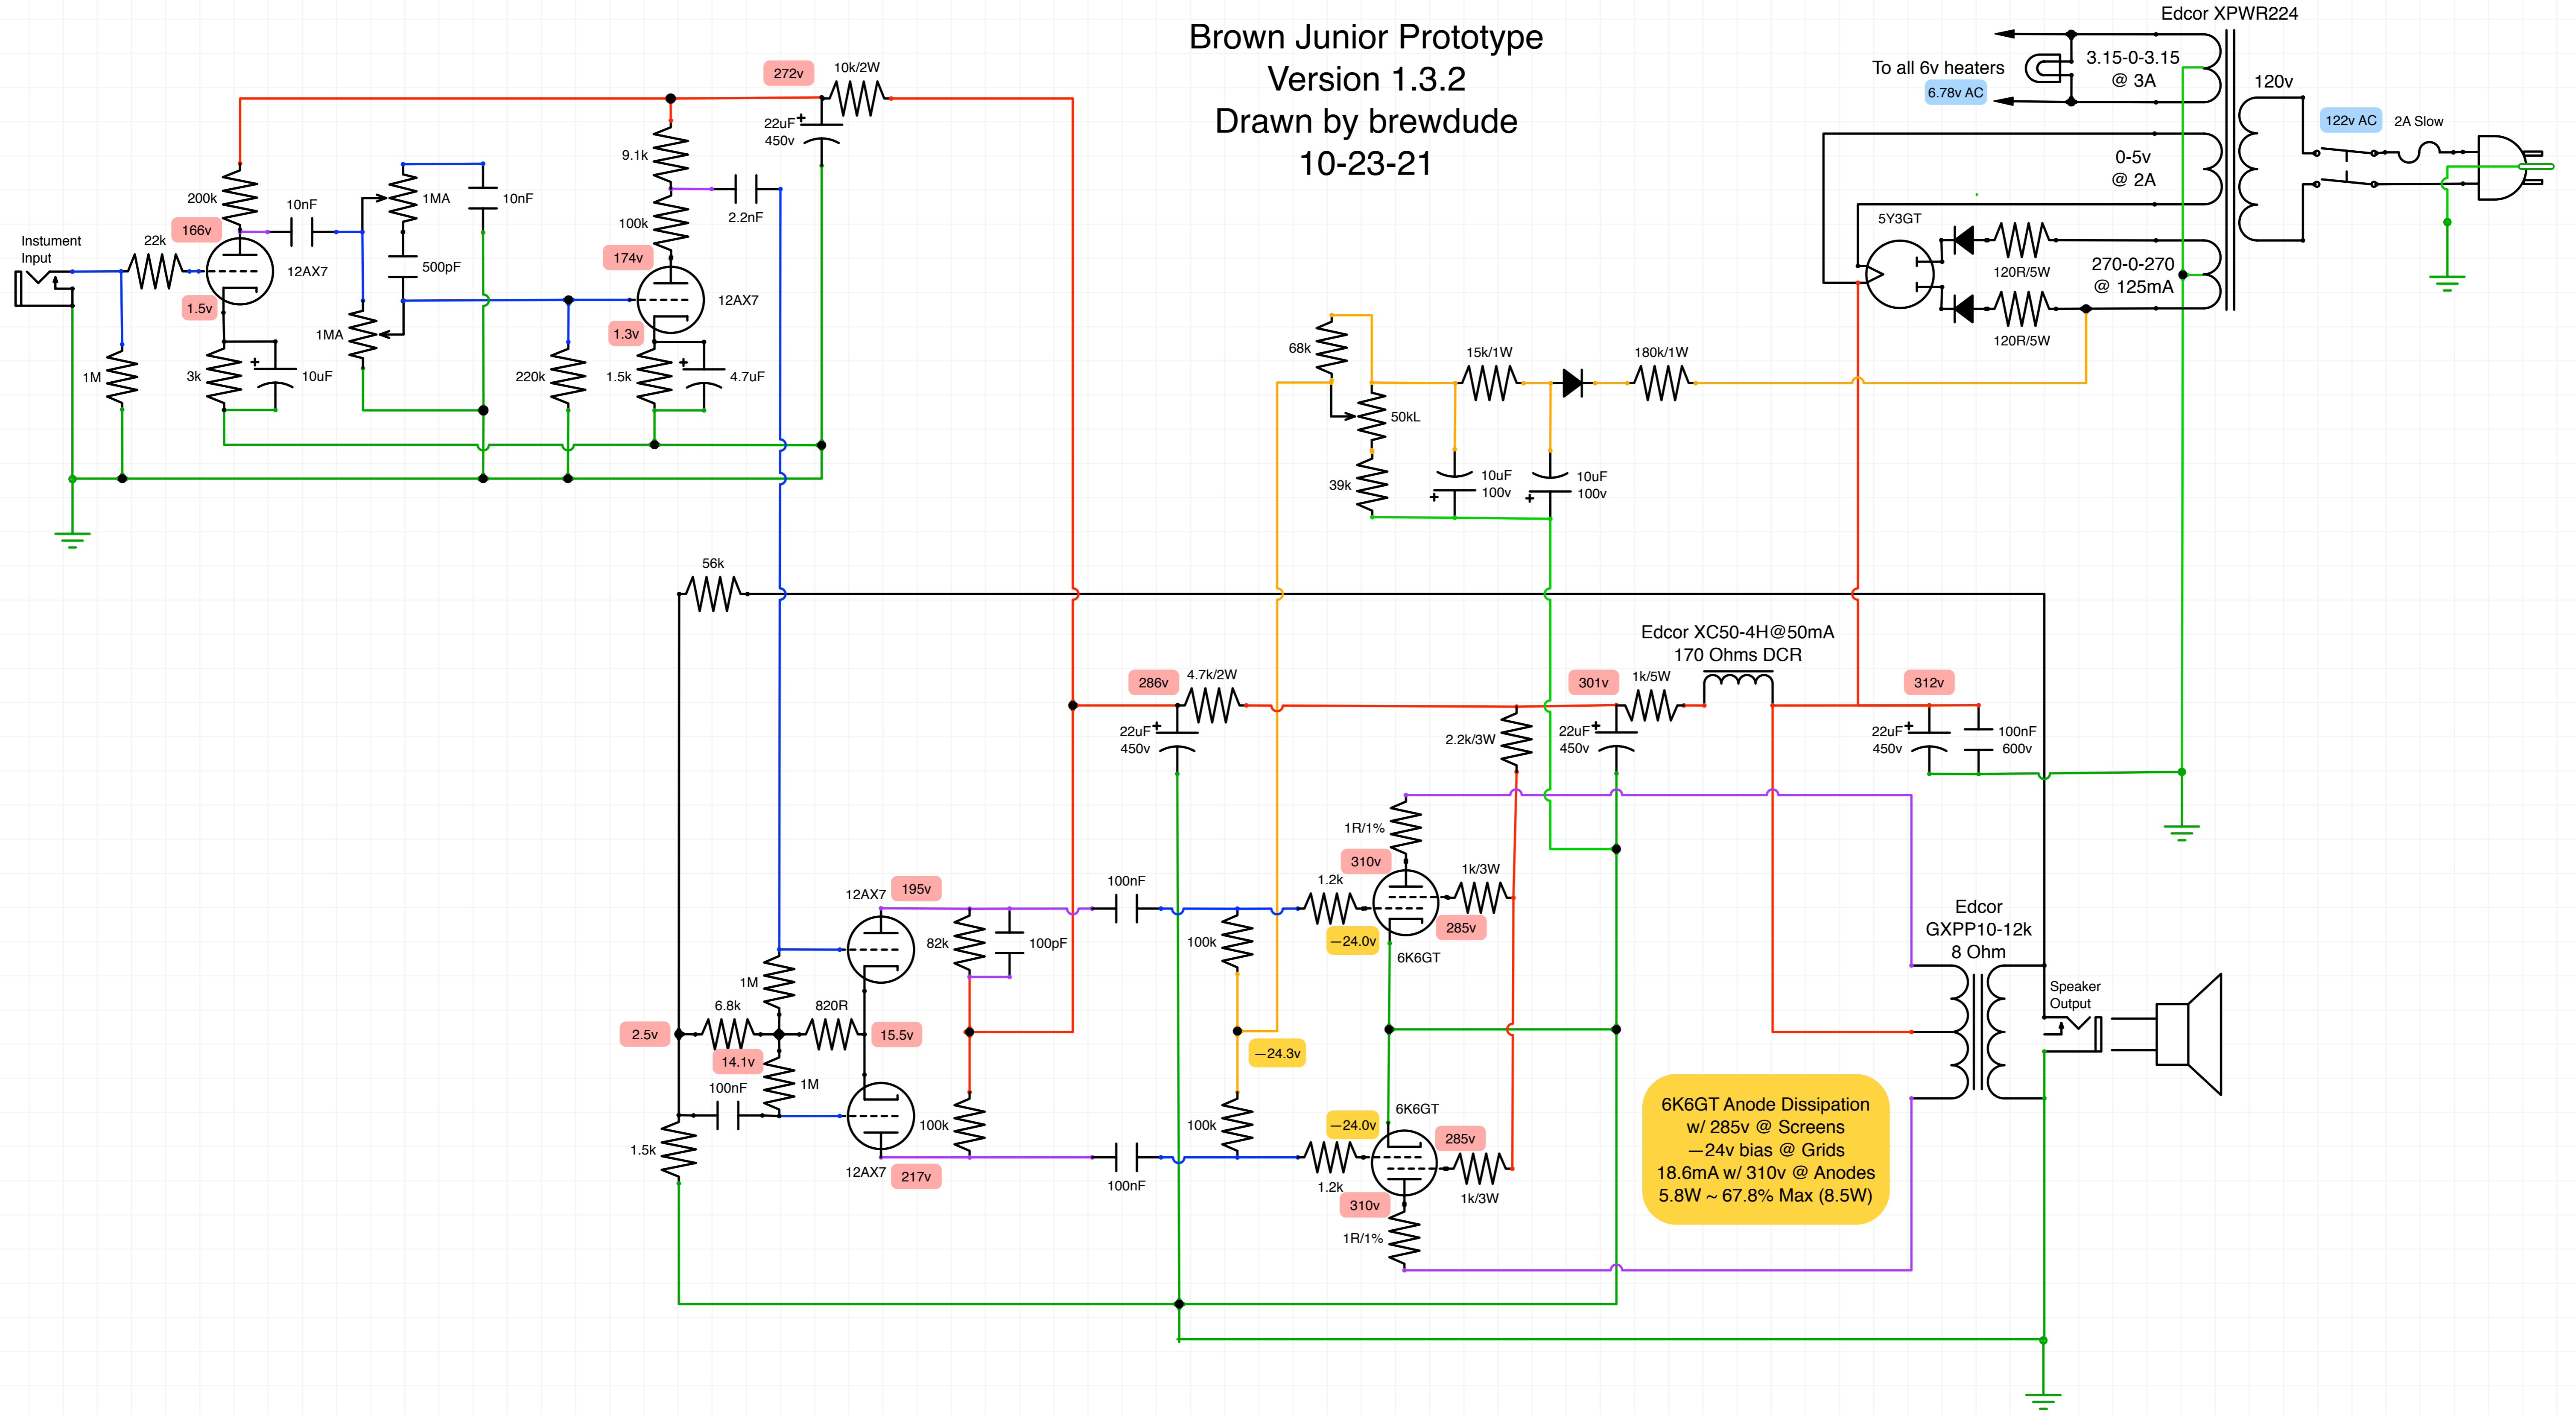 Brown Junior Prototype
Version 1.3.2
Drawn by brewdude
10-23-21
Edcor XPWR224
3.15-0-3.15
@ 3A
To all 6v heaters
6.78v AC
120v
122v AC
2A Slow
0-5v
@ 2A
5Y3GT
270-0-270
@ 125mA
120R/5W
120R/5W
272v
10k/2W
22uF
450v
+
9.1k
200k
10nF
1MA
10nF
2.2nF
166v
100k
Instument
Input
22k
12AX7
500pF
174v
12AX7
1.5v
1MA
1.3v
1M
3k
+
10uF
220k
1.5k
+
4.7uF
68k
15k/1W
180k/1W
50kL
39k
10uF
100v
+
10uF
100v
+
56k
Edcor XC50-4H@50mA
170 Ohms DCR
286v
4.7k/2W
301v
1k/5W
312v
22uF
450v
+
2.2k/3W
22uF
450v
+
22uF
450v
+
100nF
600v
1R/1%
310v
1k/3W
12AX7
195v
100nF
1.2k
285v
82k
100pF
100k
—24.0v
6K6GT
Edcor
GXPP10-12k
8 Ohm
1M
6.8k
820R
2.5v
15.5v
14.1v
—24.3v
Speaker
Output
100nF
1M
100k
100k
—24.0v
6K6GT
285v
1.5k
12AX7
217v
100nF
1.2k
1k/3W
310v
1R/1%
6K6GT Anode Dissipation
w/ 285v @ Screens
—24v bias @ Grids
18.6mA w/ 310v @ Anodes
5.8W ~ 67.8% Max (8.5W)